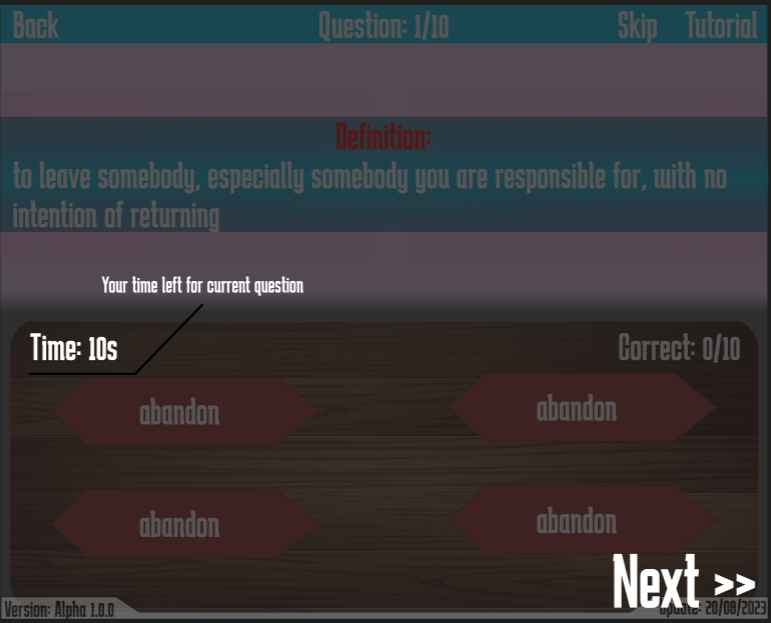 Back Question: 1/10 Skip Tutorial
Definition:
to leave somebody, especially somebody you are responsible for, with no
intention of returning
Your time left for current question
Time: 10s Correct: 0/10
abandon abandon
abandon abandon
Next >>
Version: Alpha 1.0.0 Update: 20/08/2023